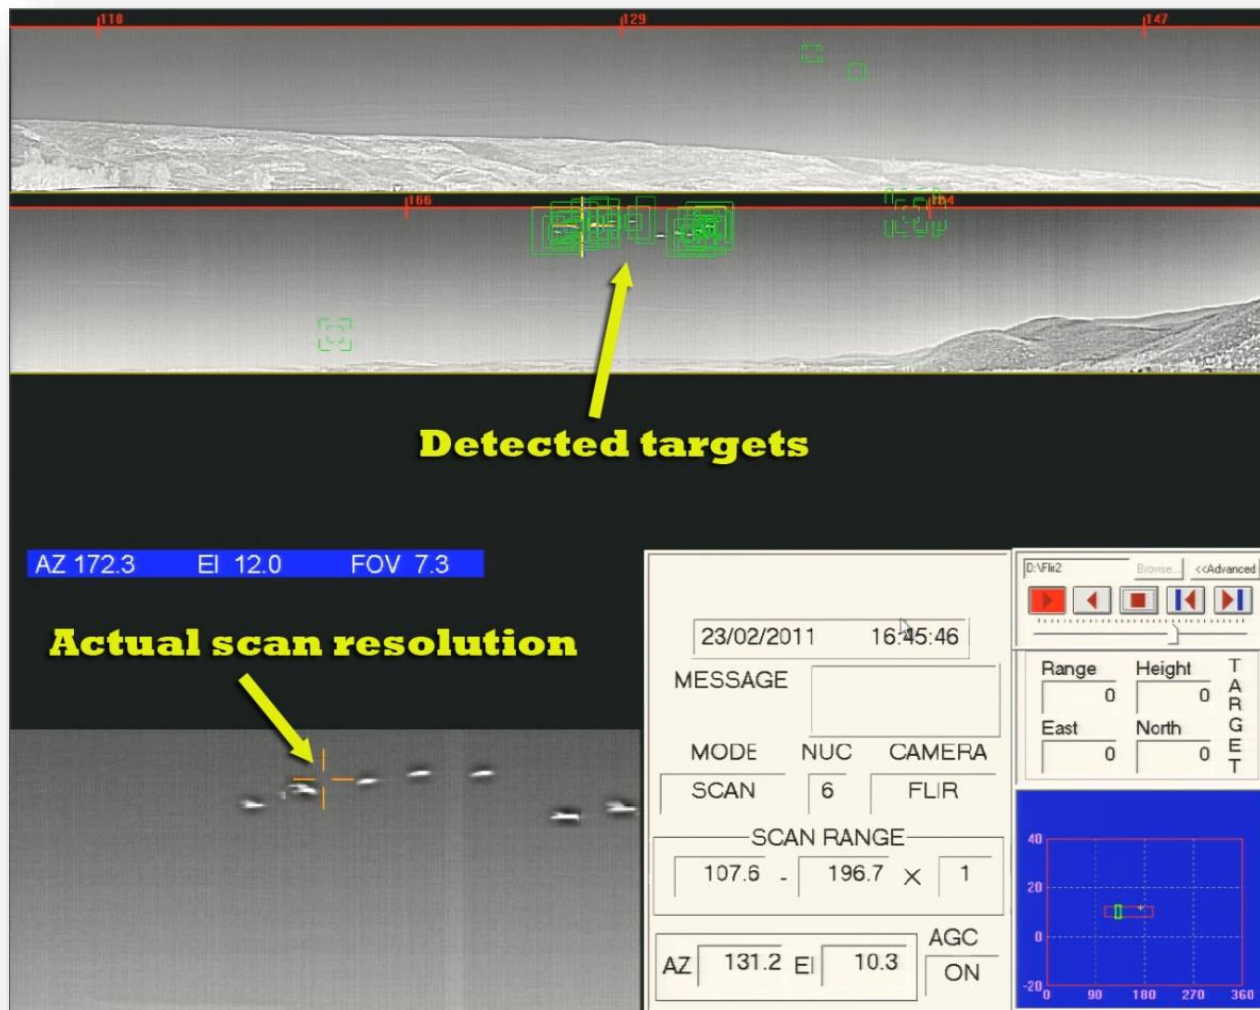 110 129 147
166 184
Detected targets
AZ 172.3 El 12.0 FOV 7.3
Actual scan resolution
23/02/2011 16:45:46
MESSAGE
MODE NUC CAMERA
SCAN 6 FLIR
SCAN RANGE
107.6 - 196.7 X 1
AZ 131.2 El 10.3
AGC
ON
D:\Flir2 Browse... <<Advanced
Range Height
0 0
East North
0 0
TARGET
40
20
0
-20
0 90 180 270 360